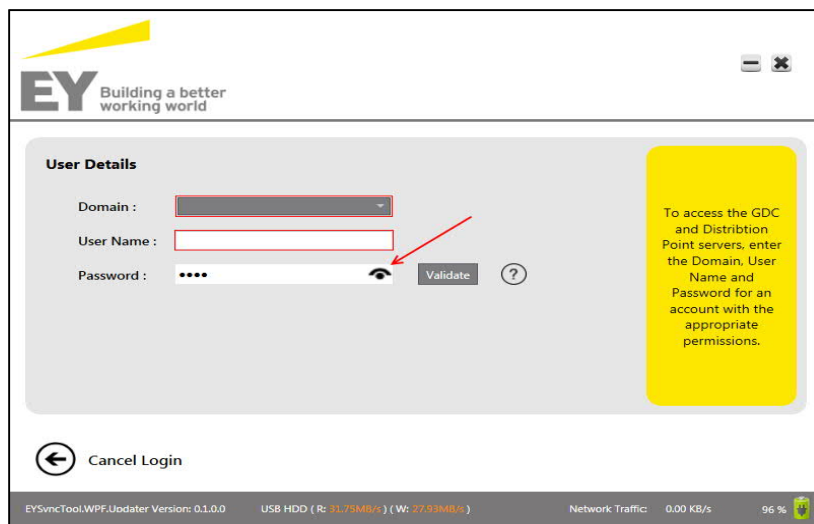 EY Building a better
working world
User Details
Domain :
User Name :
Password : ••••
Validate
?
To access the GDC
and Distribtion
Point servers, enter
the Domain, User
Name and
Password for an
account with the
appropriate
permissions.
Cancel Login
EYSyncTool.WPF.Updater Version: 0.1.0.0 USB HDD ( R: 31.75MB/s ) ( W: 27.93MB/s ) Network Traffic: 0.00 KB/s 96 %